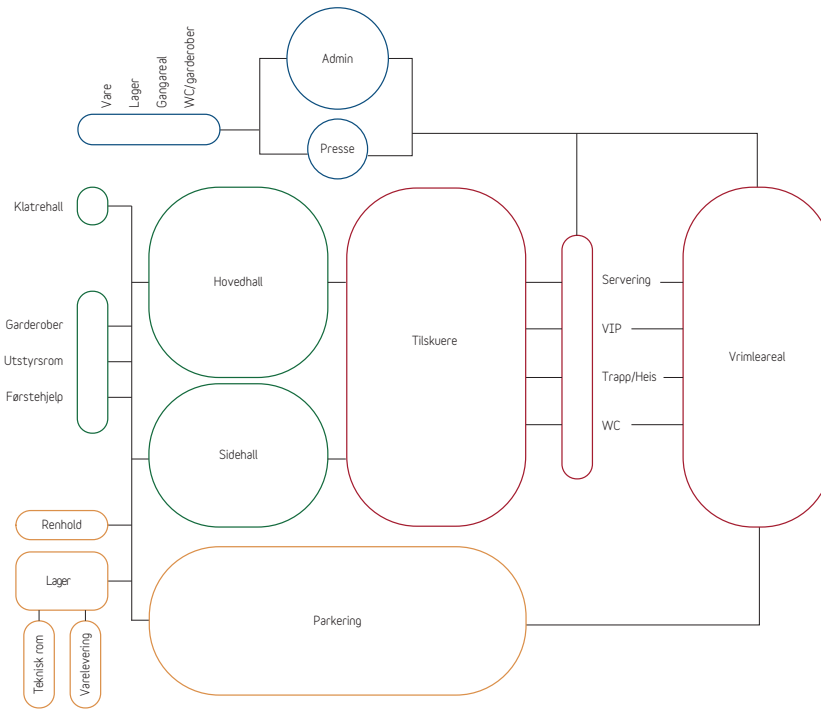 Vare
Lager
Gangareal
WC/garderober
Admin
Presse
Klatrehall
Hovedhall
Garderober
Utstyrsrom
Førstehjelp
Tilskuere
Servering
VIP
Trapp/Heis
WC
Vrimleareal
Sidehall
Renhold
Lager
Teknisk rom
Varelevering
Parkering